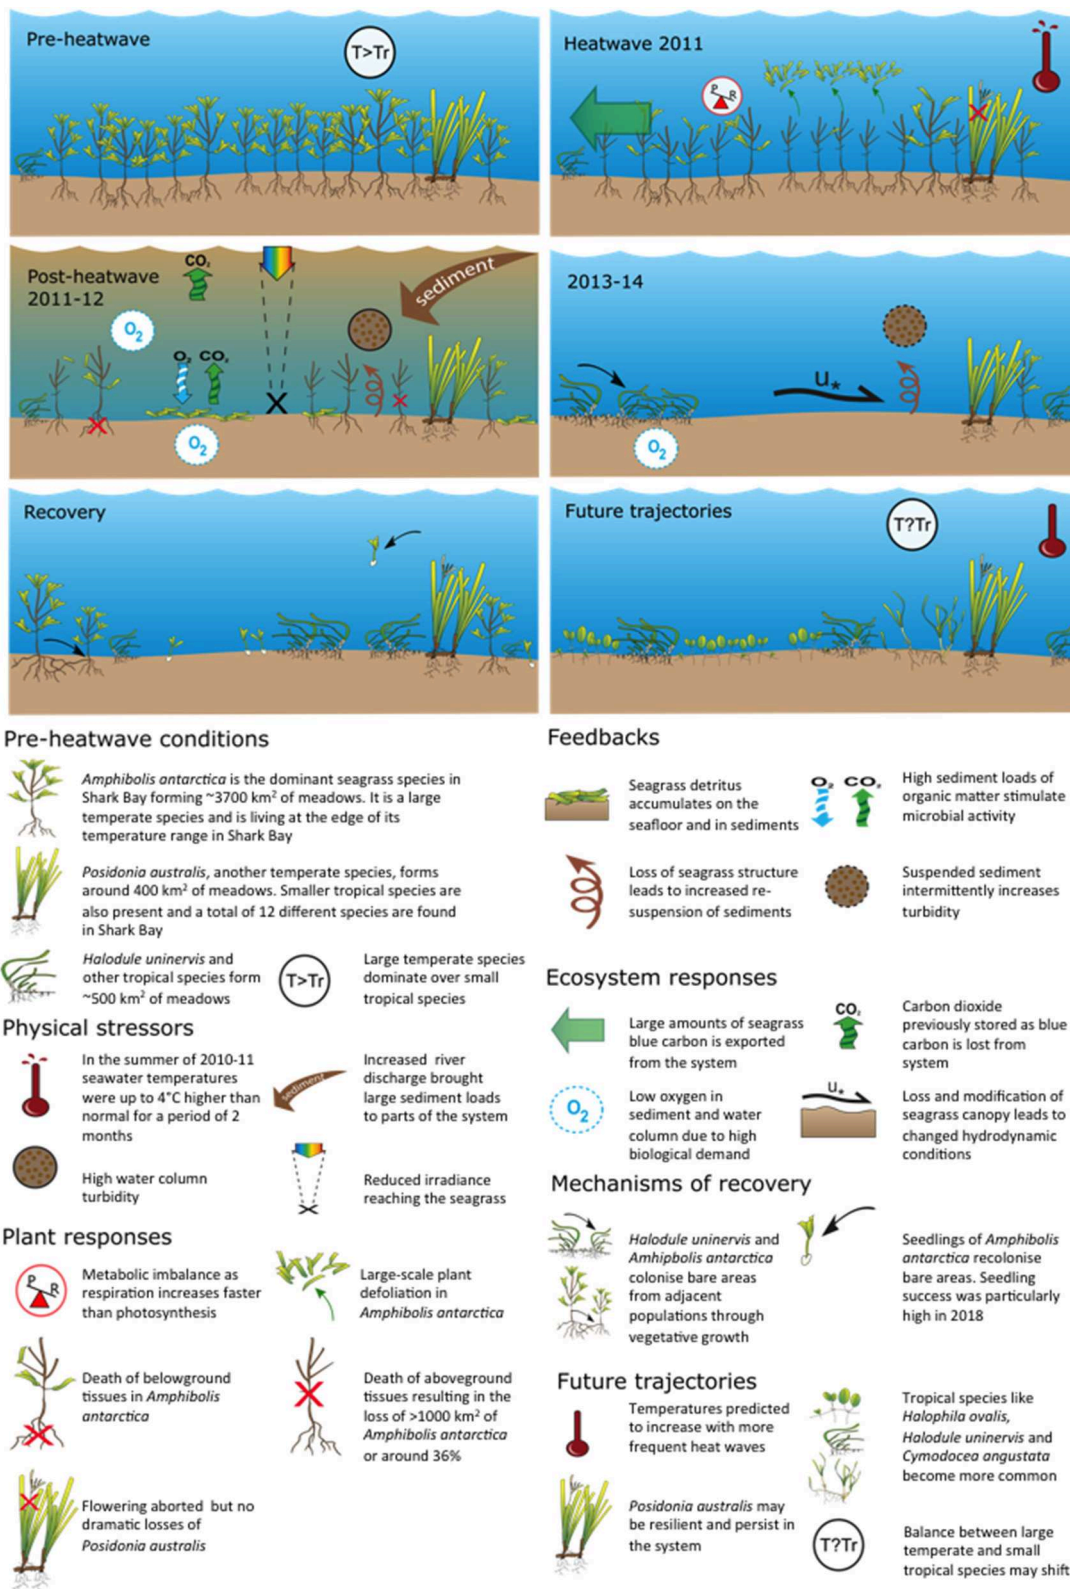 Pre-heatwave
T>Tr
Heatwave 2011
P R
Post-heatwave
2011-12
CO₂
sediment
O₂
O₂ CO₂
O₂
2013-14
u*
O₂
Recovery
Future trajectories
T?Tr
Pre-heatwave conditions
Amphibolis antarctica is the dominant seagrass species in
Shark Bay forming ~3700 km² of meadows. It is a large
temperate species and is living at the edge of its
temperature range in Shark Bay
Posidonia australis, another temperate species, forms
around 400 km² of meadows. Smaller tropical species are
also present and a total of 12 different species are found
in Shark Bay
Halodule uninervis and
other tropical species form
~500 km² of meadows
T>Tr
Large temperate species
dominate over small
tropical species
Physical stressors
In the summer of 2010-11
seawater temperatures
were up to 4°C higher than
normal for a period of 2
months
sediment
Increased river
discharge brought
large sediment loads
to parts of the system
High water column
turbidity
Reduced irradiance
reaching the seagrass
Plant responses
P R
Metabolic imbalance as
respiration increases faster
than photosynthesis
Large-scale plant
defoliation in
Amphibolis antarctica
Death of belowground
tissues in Amphibolis
antarctica
Death of aboveground
tissues resulting in the
loss of >1000 km² of
Amphibolis antarctica
or around 36%
Flowering aborted but no
dramatic losses of
Posidonia australis
Feedbacks
Seagrass detritus
accumulates on the
seafloor and in sediments
O₂ CO₂
High sediment loads of
organic matter stimulate
microbial activity
Loss of seagrass structure
leads to increased re-
suspension of sediments
Suspended sediment
intermittently increases
turbidity
Ecosystem responses
Large amounts of seagrass
blue carbon is exported
from the system
CO₂
Carbon dioxide
previously stored as blue
carbon is lost from
system
O₂
Low oxygen in
sediment and water
column due to high
biological demand
u*
Loss and modification of
seagrass canopy leads to
changed hydrodynamic
conditions
Mechanisms of recovery
Halodule uninervis and
Amhipbolis antarctica
colonise bare areas
from adjacent
populations through
vegetative growth
Seedlings of Amphibolis
antarctica recolonise
bare areas. Seedling
success was particularly
high in 2018
Future trajectories
Temperatures predicted
to increase with more
frequent heat waves
Tropical species like
Halophila ovalis,
Halodule uninervis and
Cymodocea angustata
become more common
Posidonia australis may
be resilient and persist in
the system
T?Tr
Balance between large
temperate and small
tropical species may shift